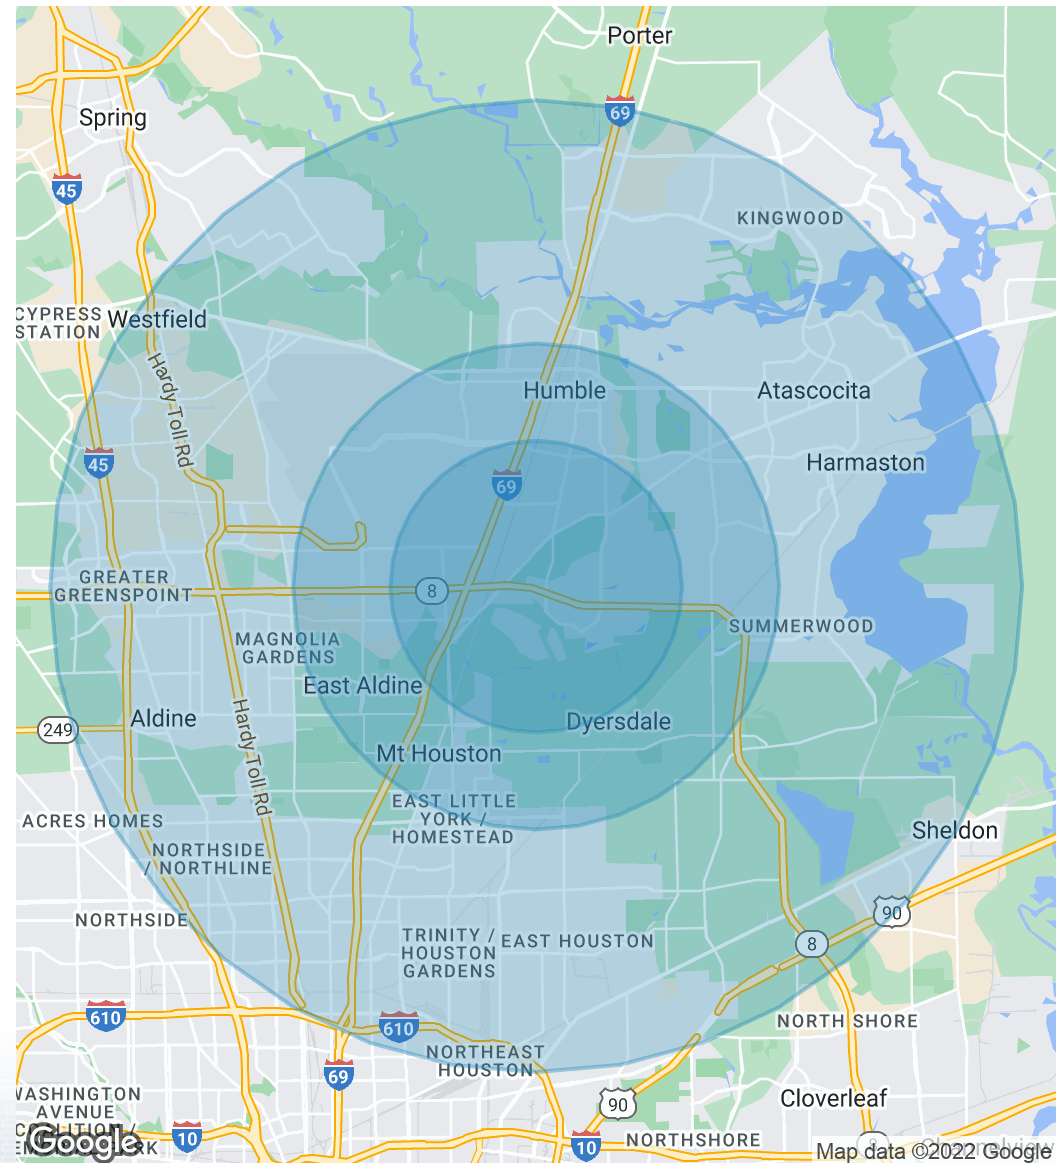 Porter
69
Spring
45
KINGWOOD
CYPRESS
STATION
Westfield
Hardy Toll Rd
Humble
Atascocita
45
Harmaston
69
GREATER
GREENSPOINT
8
SUMMERWOOD
MAGNOLIA
GARDENS
East Aldine
Aldine
249
Dyersdale
Hardy Toll Rd
Mt Houston
EAST LITTLE
YORK /
HOMESTEAD
ACRES HOMES
Sheldon
NORTHSIDE
/ NORTHLINE
90
NORTHSIDE
TRINITY /
HOUSTON
GARDENS
EAST HOUSTON
8
610
610
NORTH SHORE
NORTHEAST
HOUSTON
69
WASHINGTON
AVENUE
90
Cloverleaf
10
Google
10
NORTHSHORE
8
Channelview
Map data ©2022 Google